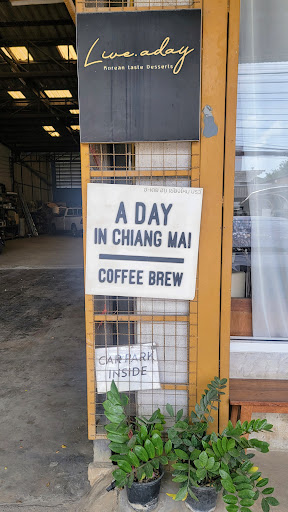 Live.aday
Korean taste Desserts
A DAY
IN CHIANG MAI
COFFEE BREW
CAR PARK
INSIDE